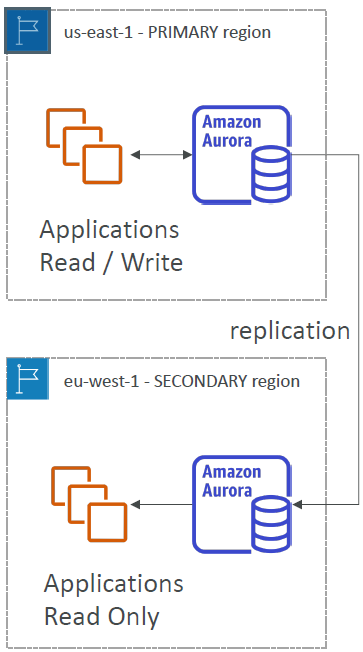 us-east-1 - PRIMARY region
Amazon
Aurora
Applications
Read / Write
replication
eu-west-1 - SECONDARY region
Amazon
Aurora
Applications
Read Only